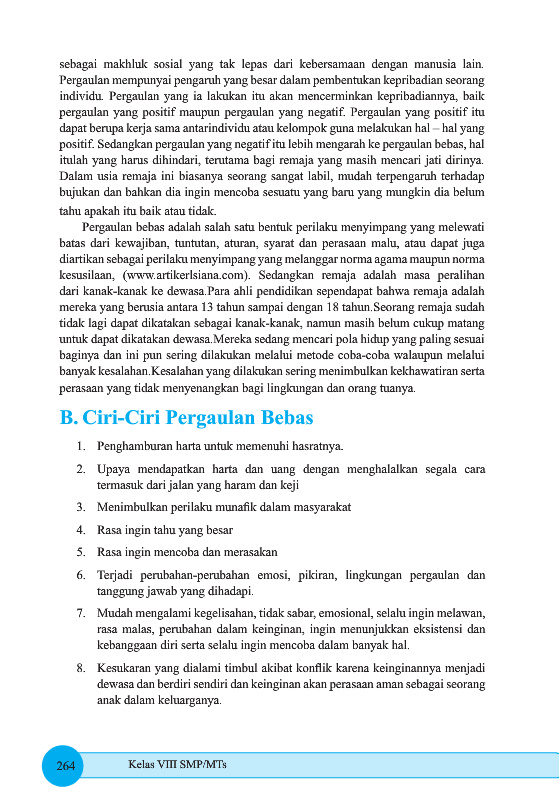 sebagai makhluk sosial yang tak lepas dari kebersamaan dengan manusia lain.
Pergaulan mempunyai pengaruh yang besar dalam pembentukan kepribadian seorang
individu. Pergaulan yang ia lakukan itu akan mencerminkan kepribadiannya, baik
pergaulan yang positif maupun pergaulan yang negatif. Pergaulan yang positif itu
dapat berupa kerja sama antarindividu atau kelompok guna melakukan hal – hal yang
positif. Sedangkan pergaulan yang negatif itu lebih mengarah ke pergaulan bebas, hal
itulah yang harus dihindari, terutama bagi remaja yang masih mencari jati dirinya.
Dalam usia remaja ini biasanya seorang sangat labil, mudah terpengaruh terhadap
bujukan dan bahkan dia ingin mencoba sesuatu yang baru yang mungkin dia belum
tahu apakah itu baik atau tidak.
Pergaulan bebas adalah salah satu bentuk perilaku menyimpang yang melewati
batas dari kewajiban, tuntutan, aturan, syarat dan perasaan malu, atau dapat juga
diartikan sebagai perilaku menyimpang yang melanggar norma agama maupun norma
kesusilaan, (www.artikerlsiana.com). Sedangkan remaja adalah masa peralihan
dari kanak-kanak ke dewasa.Para ahli pendidikan sependapat bahwa remaja adalah
mereka yang berusia antara 13 tahun sampai dengan 18 tahun.Seorang remaja sudah
tidak lagi dapat dikatakan sebagai kanak-kanak, namun masih belum cukup matang
untuk dapat dikatakan dewasa.Mereka sedang mencari pola hidup yang paling sesuai
baginya dan ini pun sering dilakukan melalui metode coba-coba walaupun melalui
banyak kesalahan.Kesalahan yang dilakukan sering menimbulkan kekhawatiran serta
perasaan yang tidak menyenangkan bagi lingkungan dan orang tuanya.
B. Ciri-Ciri Pergaulan Bebas
1. Penghamburan harta untuk memenuhi hasratnya.
2. Upaya mendapatkan harta dan uang dengan menghalalkan segala cara
termasuk dari jalan yang haram dan keji
3. Menimbulkan perilaku munafik dalam masyarakat
4. Rasa ingin tahu yang besar
5. Rasa ingin mencoba dan merasakan
6. Terjadi perubahan-perubahan emosi, pikiran, lingkungan pergaulan dan
tanggung jawab yang dihadapi.
7. Mudah mengalami kegelisahan, tidak sabar, emosional, selalu ingin melawan,
rasa malas, perubahan dalam keinginan, ingin menunjukkan eksistensi dan
kebanggaan diri serta selalu ingin mencoba dalam banyak hal.
8. Kesukaran yang dialami timbul akibat konflik karena keinginannya menjadi
dewasa dan berdiri sendiri dan keinginan akan perasaan aman sebagai seorang
anak dalam keluarganya.
264 Kelas VIII SMP/MTs